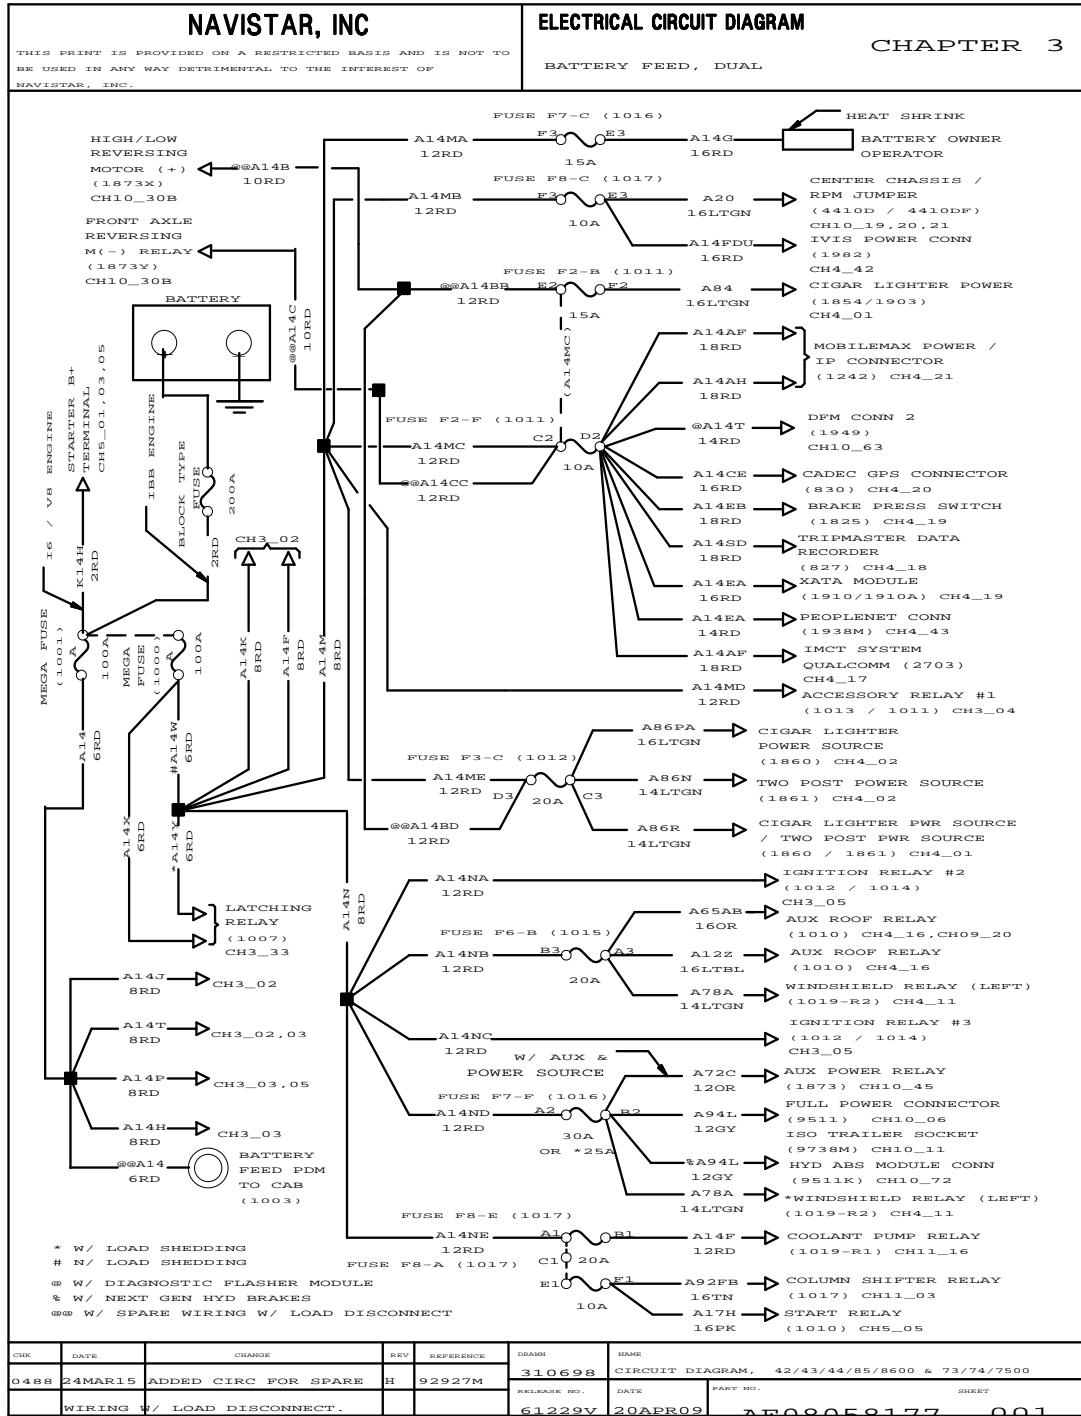 NAVISTAR, INC
THIS PRINT IS PROVIDED ON A RESTRICTED BASIS AND IS NOT TO
BE USED IN ANY WAY DETRIMENTAL TO THE INTEREST OF
NAVISTAR, INC.
ELECTRICAL CIRCUIT DIAGRAM
BATTERY FEED, DUAL
CHAPTER 3
HIGH/LOW
REVERSING
MOTOR (+)
(1873X)
CH10_30B
@@A14B
10RD
FRONT AXLE
REVERSING
M(-) RELAY
(1873Y)
CH10_30B
@@A14C
10RD
BATTERY
STARTER B+
TERMINAL
CH5_01,03,05
I6 / V8 ENGINE
IBB ENGINE
BLOCK TYPE
FUSE
200A
2RD
K14H
2RD
MEGA FUSE
(1001)
A
100A
MEGA
FUSE
(1000)
A
100A
CH3_02
A14K
8RD
A14F
8RD
A14M
8RD
A14
6RD
#A14W
6RD
A14X
6RD
*A14Y
6RD
LATCHING
RELAY
(1007)
CH3_33
A14N
8RD
A14J
8RD
CH3_02
A14T
8RD
CH3_02,03
A14P
8RD
CH3_03,05
A14H
8RD
CH3_03
@@A14
6RD
BATTERY
FEED PDM
TO CAB
(1003)
FUSE F7-C (1016)
A14MA
12RD
F3
E3
15A
A14G
16RD
HEAT SHRINK
BATTERY OWNER
OPERATOR
FUSE F8-C (1017)
A14MB
12RD
F3
E3
10A
A20
16LTGN
CENTER CHASSIS /
RPM JUMPER
(4410D / 4410DF)
CH10_19,20,21
A14FDU
16RD
IVIS POWER CONN
(1982)
CH4_42
FUSE F2-B (1011)
@@A14BB
12RD
E2
F2
15A
A84
16LTGN
CIGAR LIGHTER POWER
(1854/1903)
CH4_01
(A14MC)
A14AF
18RD
A14AH
18RD
MOBILEMAX POWER /
IP CONNECTOR
(1242) CH4_21
FUSE F2-F (1011)
A14MC
12RD
C2
D2
10A
@@A14CC
12RD
@A14T
14RD
DFM CONN 2
(1949)
CH10_63
A14CE
16RD
CADEC GPS CONNECTOR
(830) CH4_20
A14EB
18RD
BRAKE PRESS SWITCH
(1825) CH4_19
A14SD
18RD
TRIPMASTER DATA
RECORDER
(827) CH4_18
A14EA
16RD
XATA MODULE
(1910/1910A) CH4_19
A14EA
14RD
PEOPLENET CONN
(1938M) CH4_43
A14AF
18RD
IMCT SYSTEM
QUALCOMM (2703)
CH4_17
A14MD
12RD
ACCESSORY RELAY #1
(1013 / 1011) CH3_04
FUSE F3-C (1012)
A14ME
12RD
D3
20A
C3
@@A14BD
12RD
A86PA
16LTGN
CIGAR LIGHTER
POWER SOURCE
(1860) CH4_02
A86N
14LTGN
TWO POST POWER SOURCE
(1861) CH4_02
A86R
14LTGN
CIGAR LIGHTER PWR SOURCE
/ TWO POST PWR SOURCE
(1860 / 1861) CH4_01
A14NA
12RD
IGNITION RELAY #2
(1012 / 1014)
CH3_05
FUSE F6-B (1015)
A14NB
12RD
B3
A3
20A
A65AB
16OR
AUX ROOF RELAY
(1010) CH4_16,CH09_20
A12Z
16LTBL
AUX ROOF RELAY
(1010) CH4_16
A78A
14LTGN
WINDSHIELD RELAY (LEFT)
(1019-R2) CH4_11
A14NC
12RD
IGNITION RELAY #3
(1012 / 1014)
CH3_05
W/ AUX &
POWER SOURCE
FUSE F7-F (1016)
A14ND
12RD
A2
B2
30A
OR *25A
A72C
12OR
AUX POWER RELAY
(1873) CH10_45
A94L
12GY
FULL POWER CONNECTOR
(9511) CH10_06
ISO TRAILER SOCKET
(9738M) CH10_11
%A94L
12GY
HYD ABS MODULE CONN
(9511K) CH10_72
A78A
14LTGN
*WINDSHIELD RELAY (LEFT)
(1019-R2) CH4_11
FUSE F8-E (1017)
A14NE
12RD
A1
B1
20A
A14F
12RD
COOLANT PUMP RELAY
(1019-R1) CH11_16
FUSE F8-A (1017)
C1
E1
F1
10A
A92FB
16TN
COLUMN SHIFTER RELAY
(1017) CH11_03
A17H
16PK
START RELAY
(1010) CH5_05
* W/ LOAD SHEDDING
# N/ LOAD SHEDDING
@ W/ DIAGNOSTIC FLASHER MODULE
% W/ NEXT GEN HYD BRAKES
@@ W/ SPARE WIRING W/ LOAD DISCONNECT
CHK DATE CHANGE REV REFERENCE
0488 24MAR15 ADDED CIRC FOR SPARE H 92927M
WIRING W/ LOAD DISCONNECT.
DRAWN
310698
NAME
CIRCUIT DIAGRAM, 42/43/44/85/8600 & 73/74/7500
RELEASE NO.
61229V
DATE
20APR09
PART NO.
AF08058177
SHEET
001